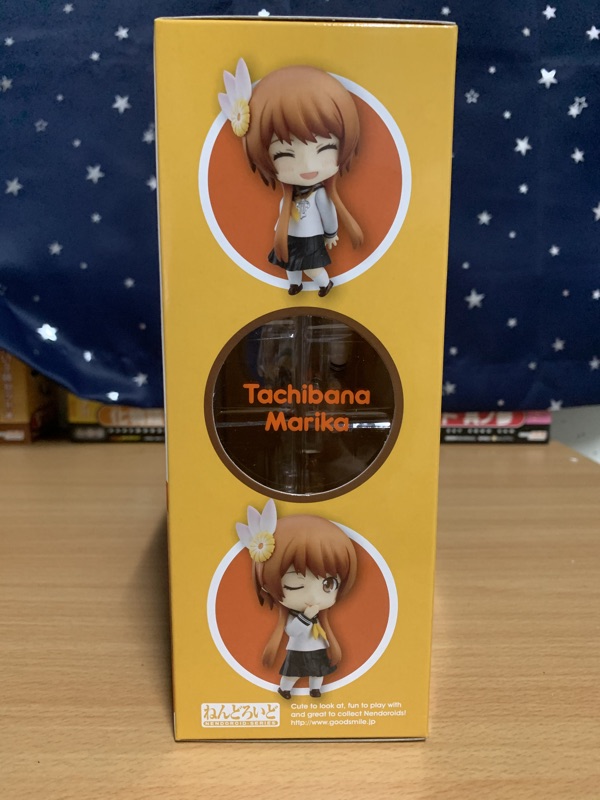 Tachibana
Marika
ねんどろいど
NENDOROID SERIES
Cute to look at, fun to play with
and great to collect Nendoroids!
http://www.goodsmile.jp